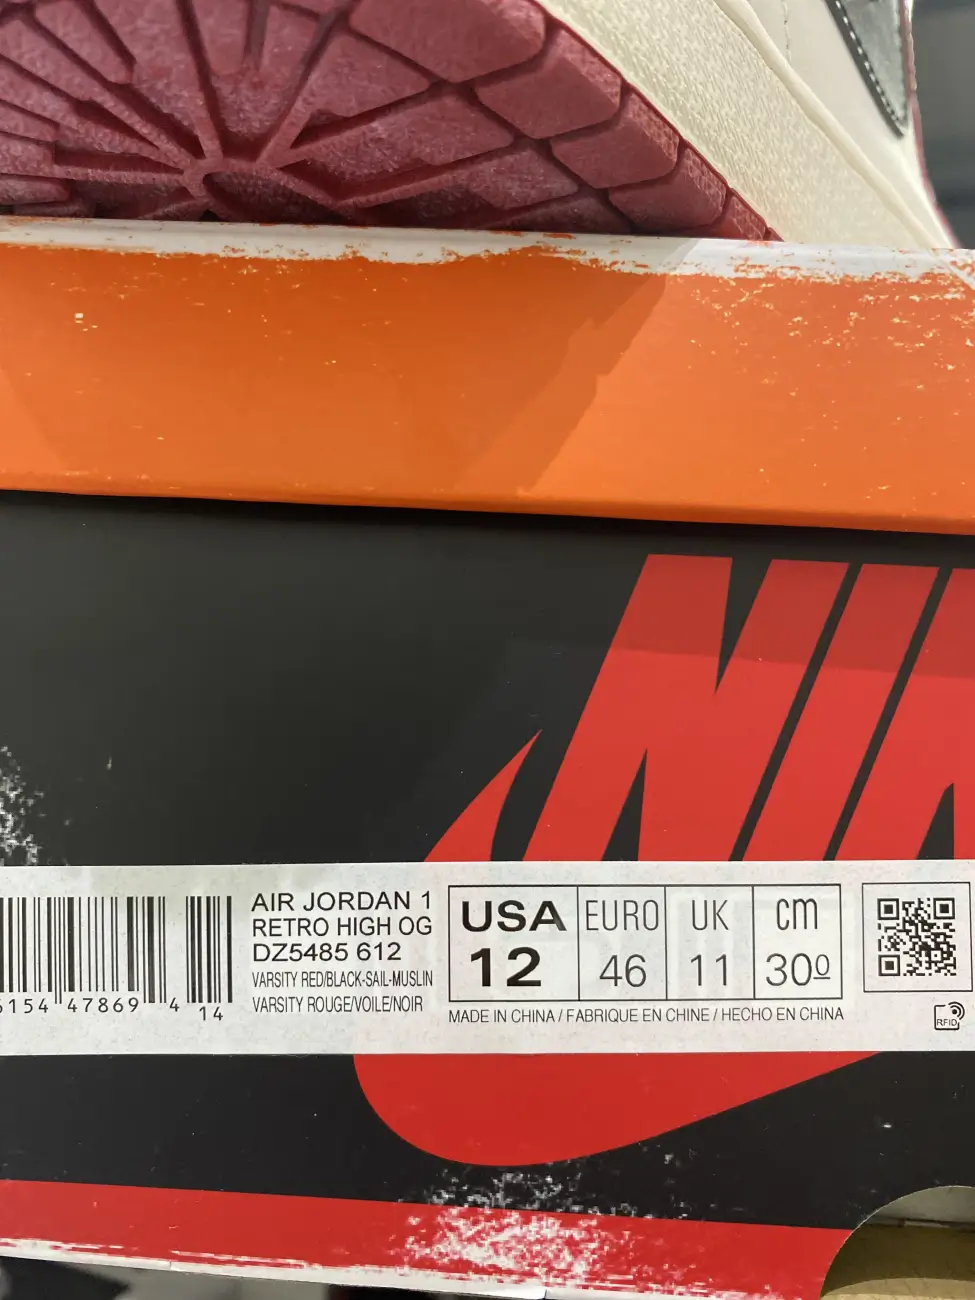 NIK
AIR JORDAN 1
RETRO HIGH OG
DZ5485 612
VARSITY RED/BLACK-SAIL-MUSLIN
VARSITY ROUGE/VOILE/NOIR
6154 47869 4 14
USA EURO UK cm
12 46 11 30º
MADE IN CHINA / FABRIQUE EN CHINE / HECHO EN CHINA
RFID